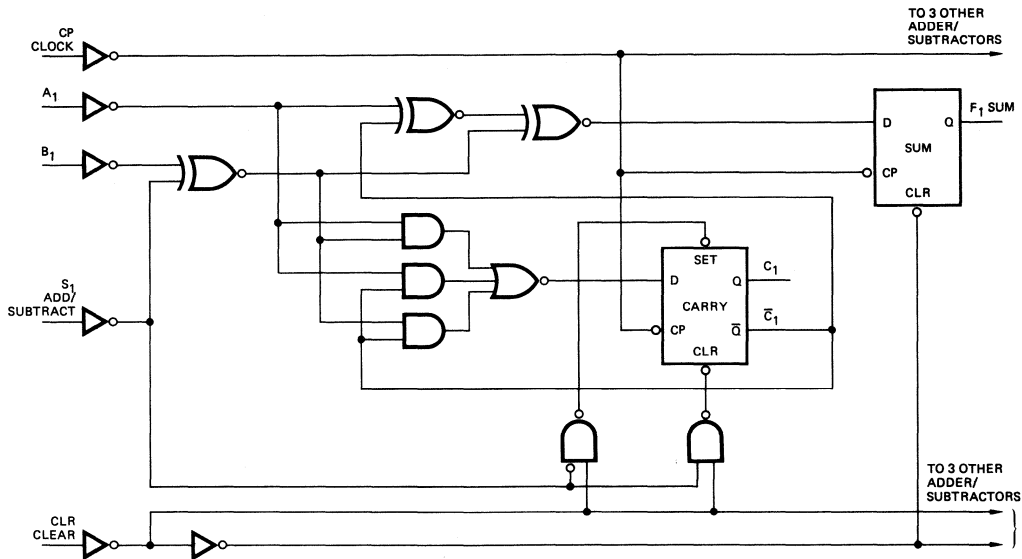 TO 3 OTHER
ADDER/
SUBTRACTORS
CP
CLOCK
A1
B1
D Q
F1 SUM
SUM
CP
CLR
SET
S1
ADD/
SUBTRACT
D Q
C1
CARRY
CP Q̅
C̅1
CLR
TO 3 OTHER
ADDER/
SUBTRACTORS
CLR
CLEAR